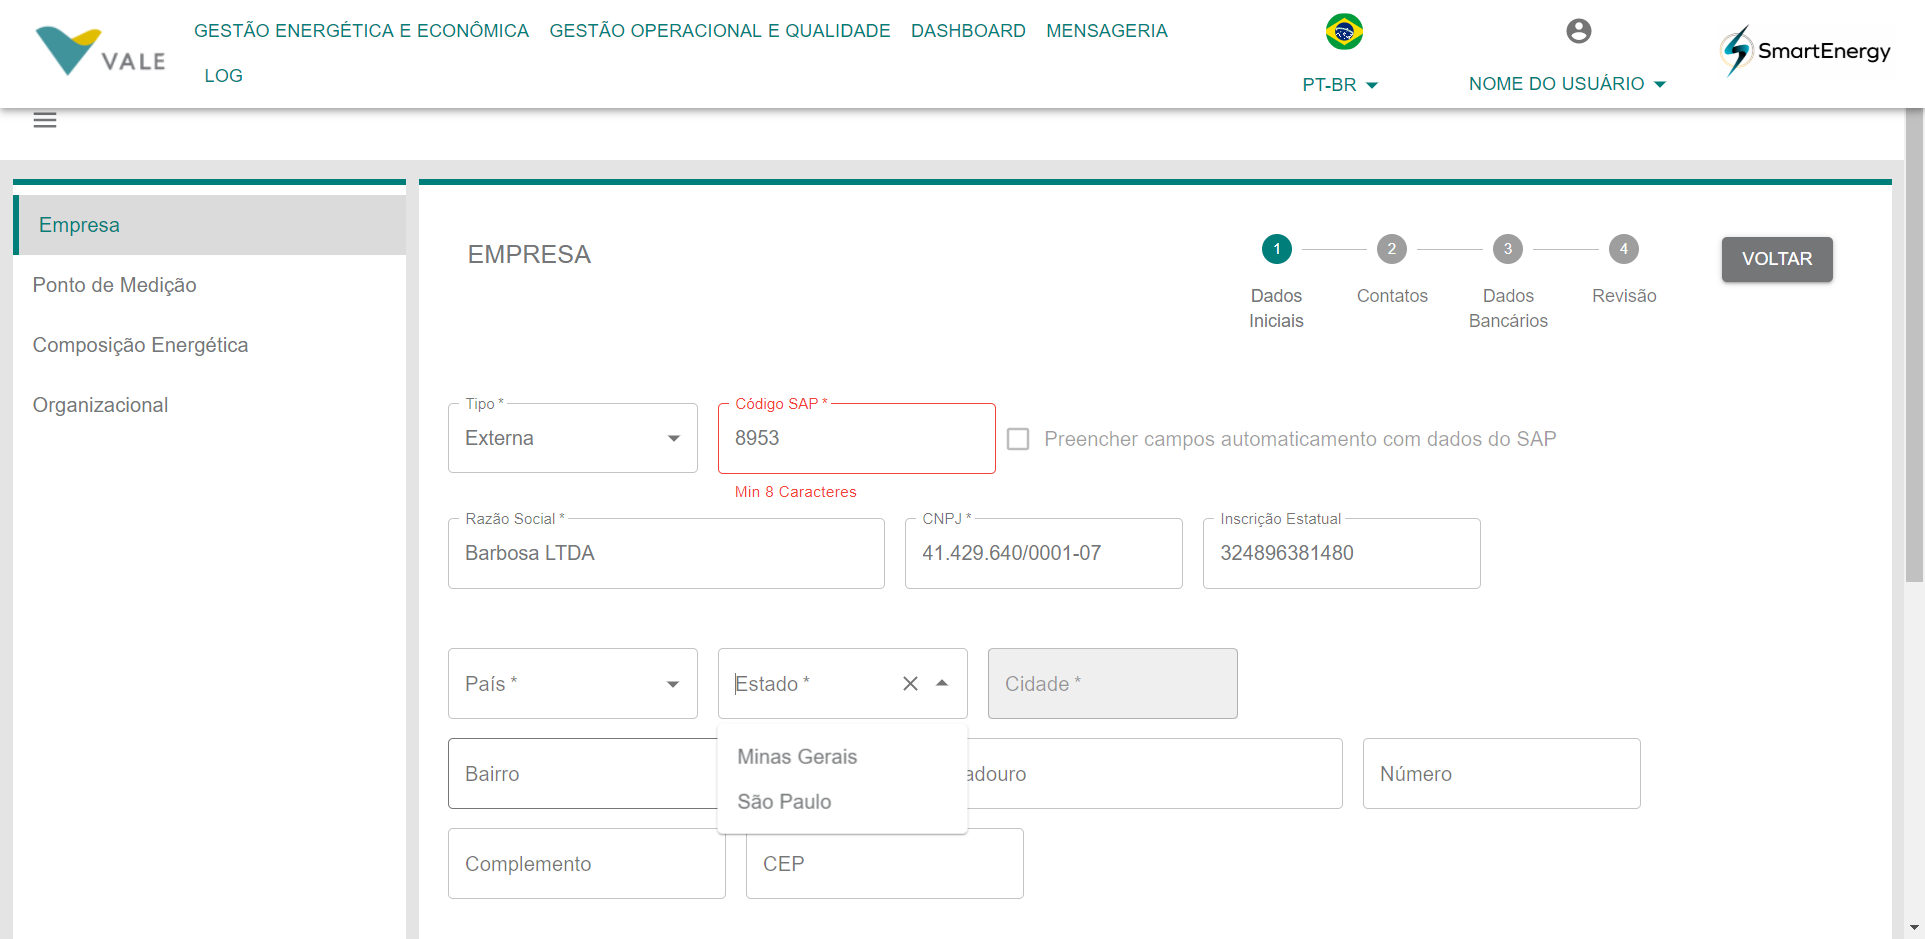 VALE
GESTÃO ENERGÉTICA E ECONÔMICA GESTÃO OPERACIONAL E QUALIDADE DASHBOARD MENSAGERIA
LOG
PT-BR
NOME DO USUÁRIO
SmartEnergy
Empresa
Ponto de Medição
Composição Energética
Organizacional
EMPRESA
1 2 3 4
Dados Iniciais
Contatos
Dados Bancários
Revisão
VOLTAR
Tipo *
Externa
Código SAP *
8953
Min 8 Caracteres
Preencher campos automaticamento com dados do SAP
Razão Social *
Barbosa LTDA
CNPJ *
41.429.640/0001-07
Inscrição Estatual
324896381480
País *
Estado *
Cidade *
Minas Gerais
São Paulo
Bairro
adouro
Número
Complemento
CEP